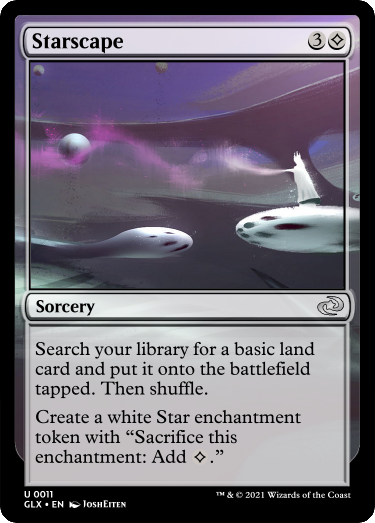 Starscape 3
Sorcery
Search your library for a basic land
card and put it onto the battlefield
tapped. Then shuffle.
Create a white Star enchantment
token with “Sacrifice this
enchantment: Add .”
U 0011
GLX • EN JoshEiten
™ & © 2021 Wizards of the Coast